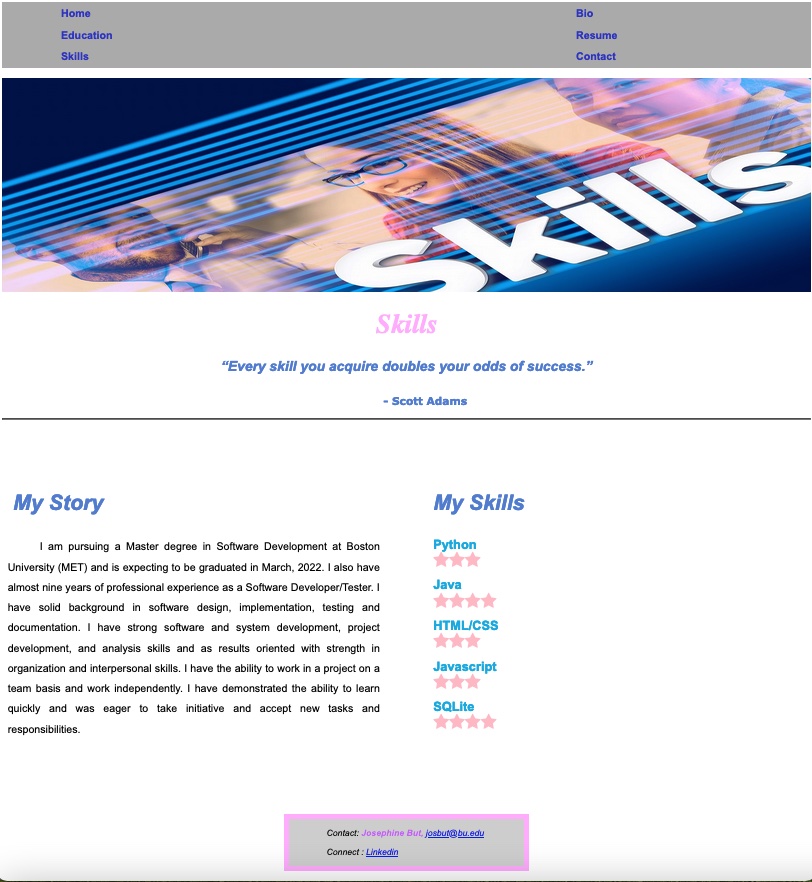 Home
Bio
Education
Resume
Skills
Contact
Skills
Skills
“Every skill you acquire doubles your odds of success.”
- Scott Adams
My Story
I am pursuing a Master degree in Software Development at Boston
University (MET) and is expecting to be graduated in March, 2022. I also have
almost nine years of professional experience as a Software Developer/Tester. I
have solid background in software design, implementation, testing and
documentation. I have strong software and system development, project
development, and analysis skills and as results oriented with strength in
organization and interpersonal skills. I have the ability to work in a project on a
team basis and work independently. I have demonstrated the ability to learn
quickly and was eager to take initiative and accept new tasks and
responsibilities.
My Skills
Python
Java
HTML/CSS
Javascript
SQLite
Contact: Josephine But, josbut@bu.edu
Connect : Linkedin